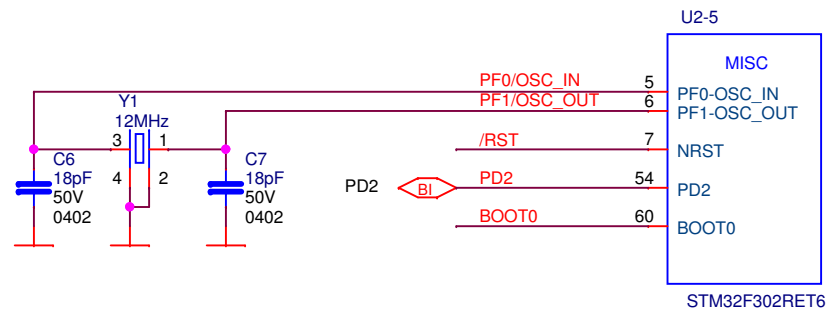 U2-5
MISC
PF0/OSC_IN 5 PF0-OSC_IN
PF1/OSC_OUT 6 PF1-OSC_OUT
Y1
12MHz
3 1
/RST 7 NRST
C6
18pF
50V
0402
4 2
C7
18pF
50V
0402
PD2 BI PD2 54 PD2
BOOT0 60 BOOT0
STM32F302RET6